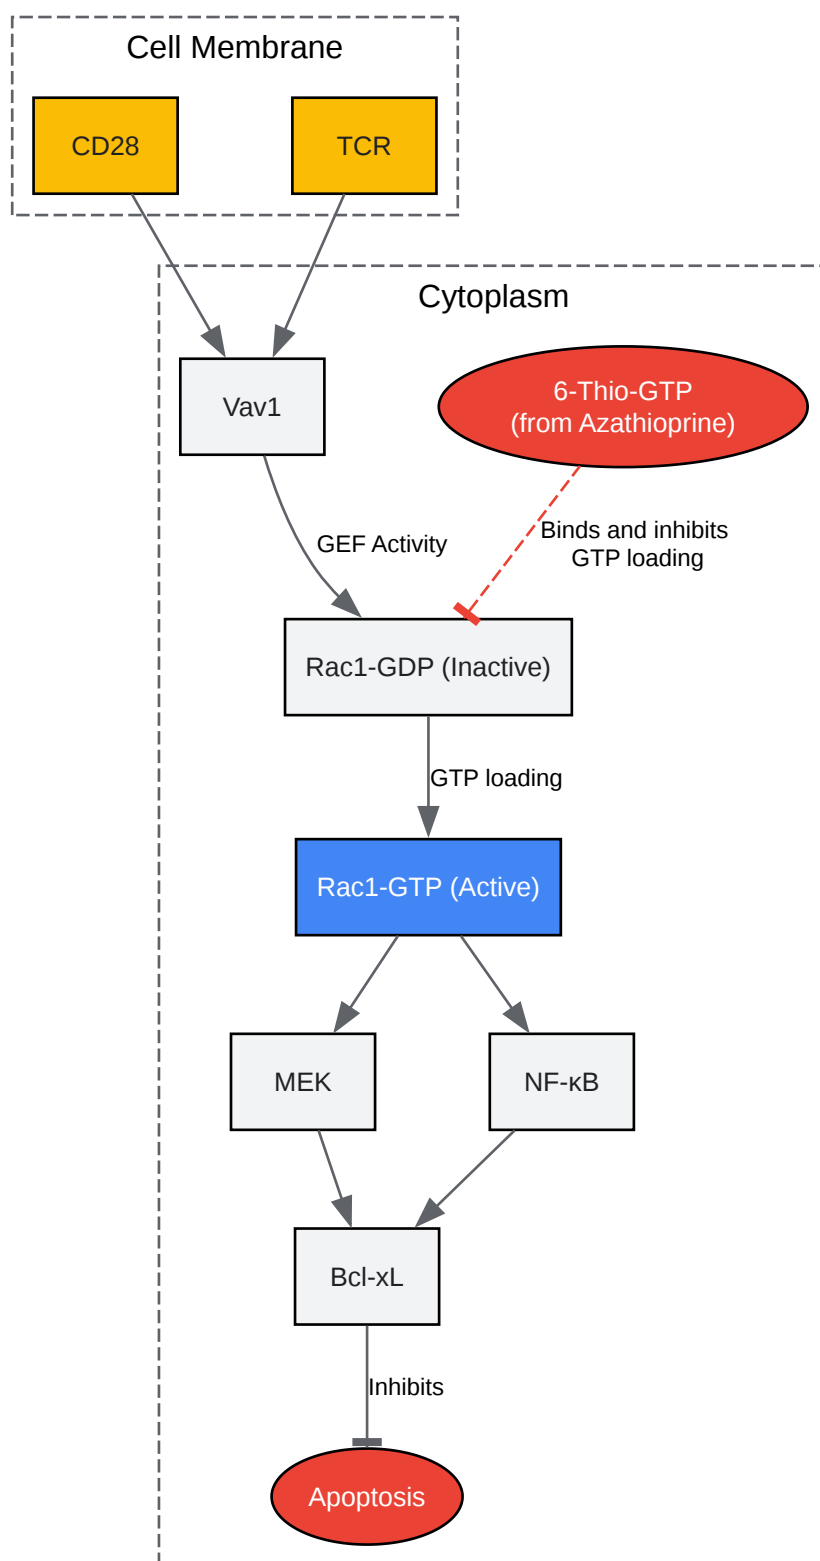 Cell Membrane
CD28
TCR
Cytoplasm
Vav1
6-Thio-GTP
(from Azathioprine)
GEF Activity
Binds and inhibits
GTP loading
Rac1-GDP (Inactive)
GTP loading
Rac1-GTP (Active)
MEK
NF-κB
Bcl-xL
Inhibits
Apoptosis